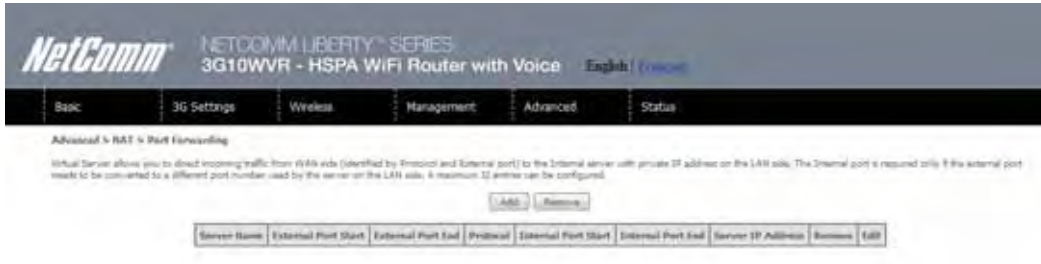 NetComm NETCOMM LIBERTY™ SERIES
3G10WVR - HSPA WiFi Router with Voice English |
Basic 3G Settings Wireless Management Advanced Status
Advanced > NAT > Port Forwarding
Virtual Server allows you to direct incoming traffic from WAN side (identified by Protocol and External port) to the Internal server with private IP address on the LAN side. The Internal port is required only if the external port
needs to be converted to a different port number used by the server on the LAN side. A maximum 32 entries can be configured.
Add Remove
Server Name External Port Start External Port End Protocol Internal Port Start Internal Port End Server IP Address Remove Edit